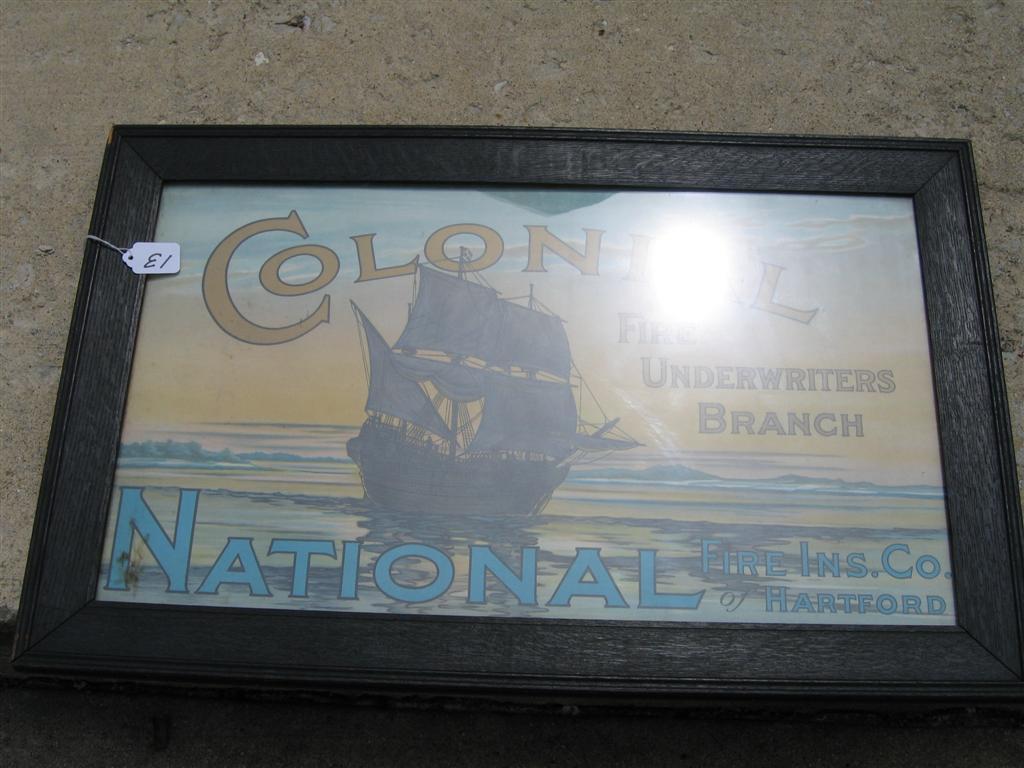 COLONIAL
FIRE
UNDERWRITERS
BRANCH
NATIONAL
FIRE INS. CO.
of HARTFORD
13